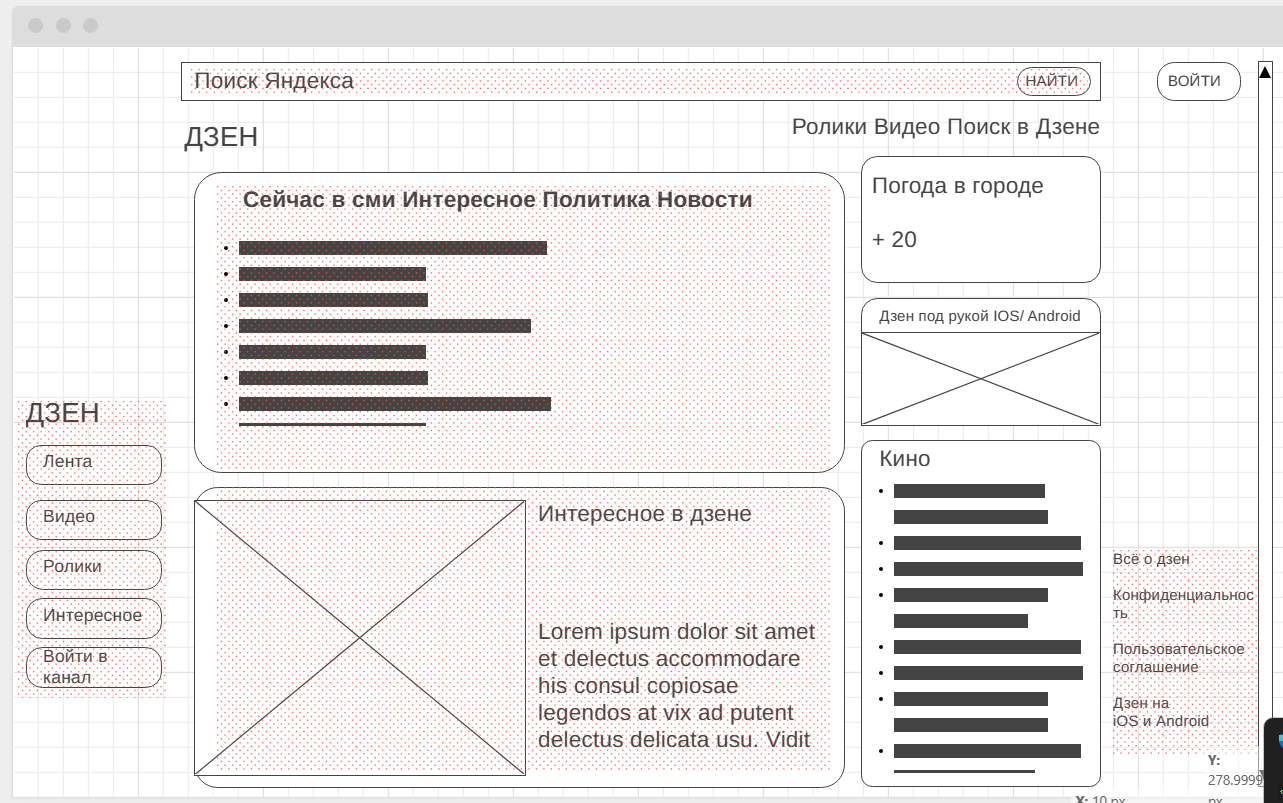 Поиск Яндекса
НАЙТИ
ВОЙТИ
ДЗЕН
Ролики Видео Поиск в Дзене
Сейчас в сми Интересное Политика Новости
Погода в городе
+ 20
Дзен под рукой IOS/ Android
ДЗЕН
Лента
Видео
Ролики
Интересное
Войти в
канал
Интересное в дзене
Lorem ipsum dolor sit amet
et delectus accommodare
his consul copiosae
legendos at vix ad putent
delectus delicata usu. Vidit
Кино
Всё о дзен
Конфиденциальнос
ть
Пользовательское
соглашение
Дзен на
iOS и Android
Y:
278.9999
px
X: 10 px